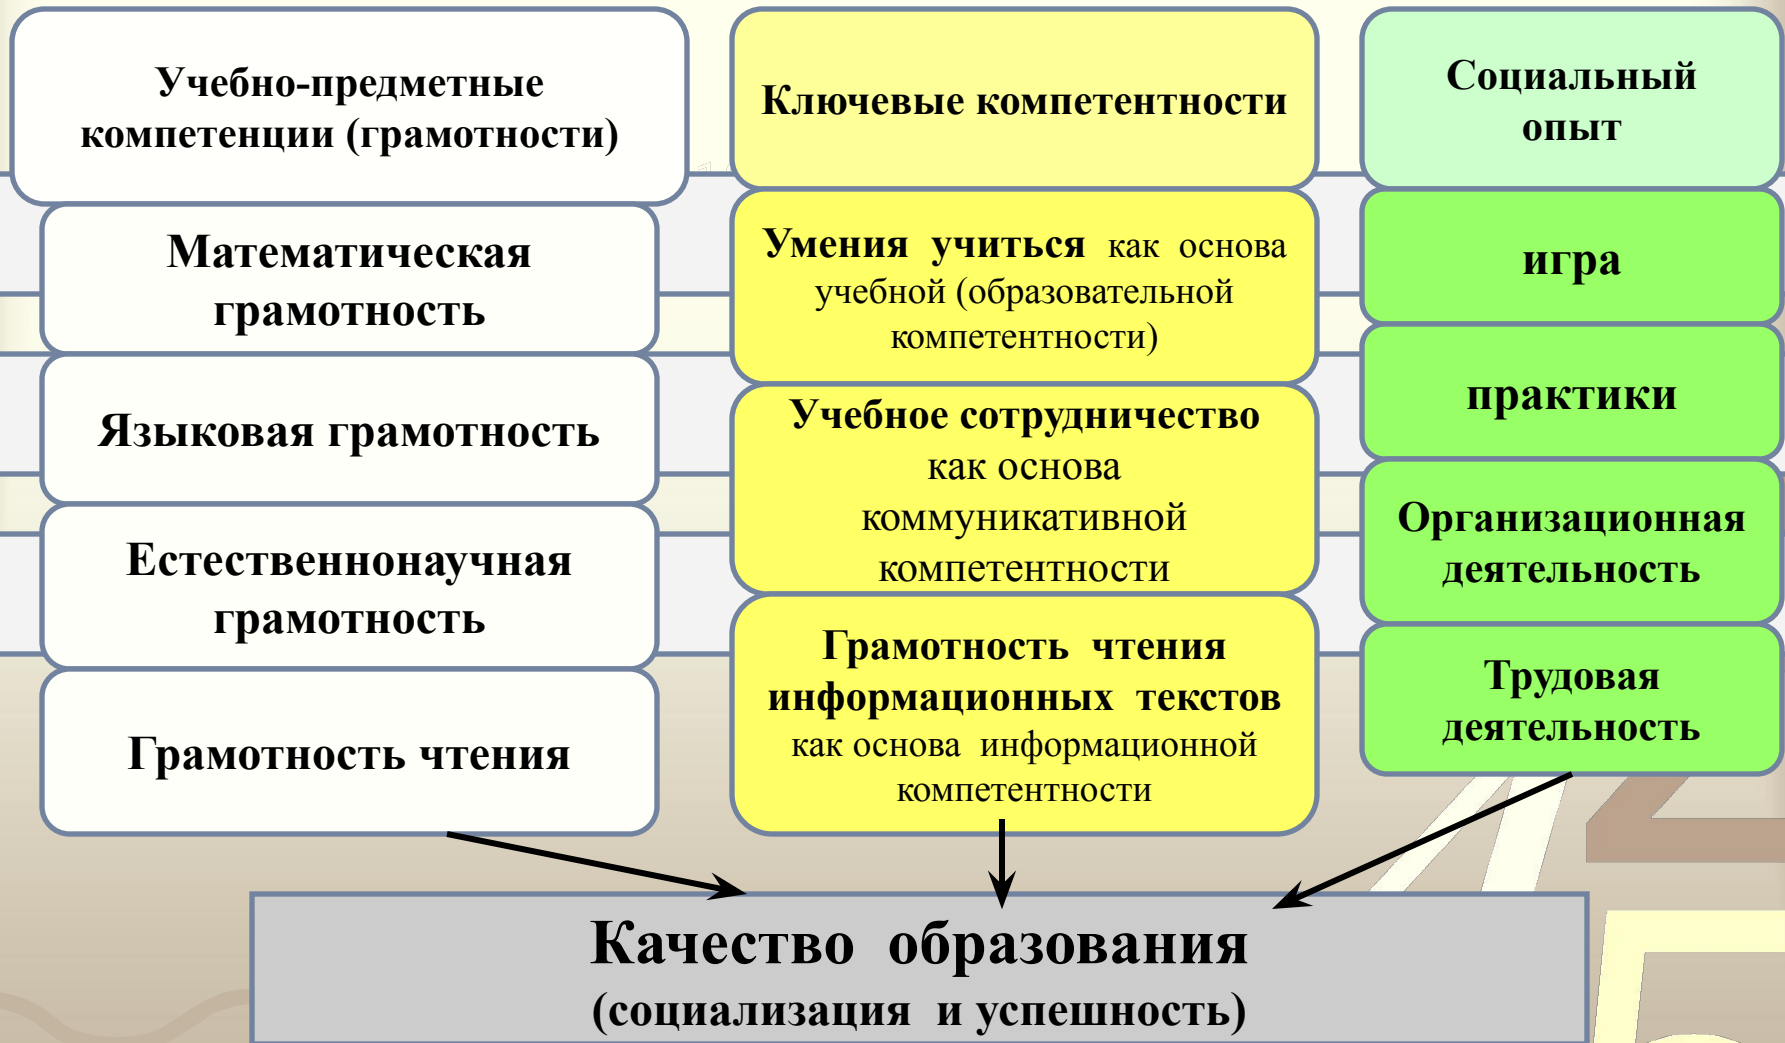 Учебно-предметные
компетенции (грамотности)
Математическая
грамотность
Языковая грамотность
Естественнонаучная
грамотность
Грамотность чтения
Ключевые компетентности
Умения учиться как основа
учебной (образовательной
компетентности)
Учебное сотрудничество
как основа
коммуникативной
компетентности
Грамотность чтения
информационных текстов
как основа информационной
компетентности
Социальный
опыт
игра
практики
Организационная
деятельность
Трудовая
деятельность
Качество образования
(социализация и успешность)